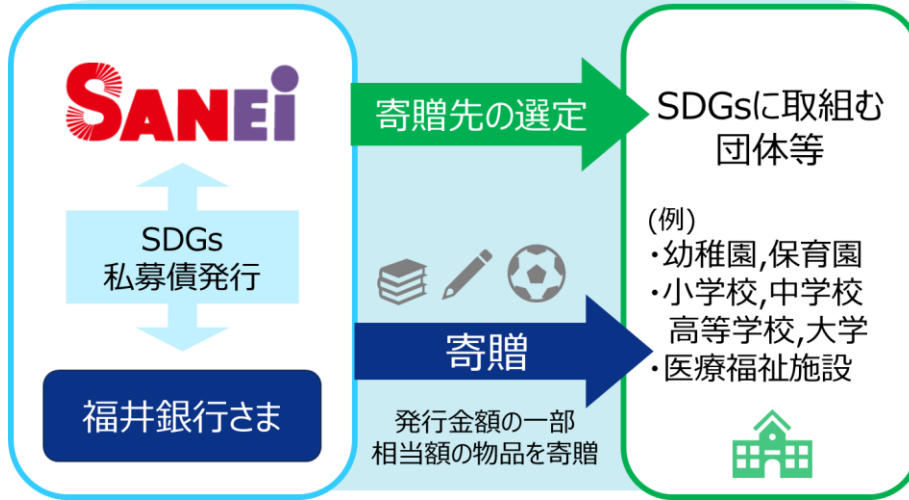 SANEi
SDGs
私募債発行
福井銀行さま
寄贈先の選定
寄贈
発行金額の一部
相当額の物品を寄贈
SDGsに取組む
団体等
(例)
・幼稚園,保育園
・小学校,中学校
高等学校,大学
・医療福祉施設